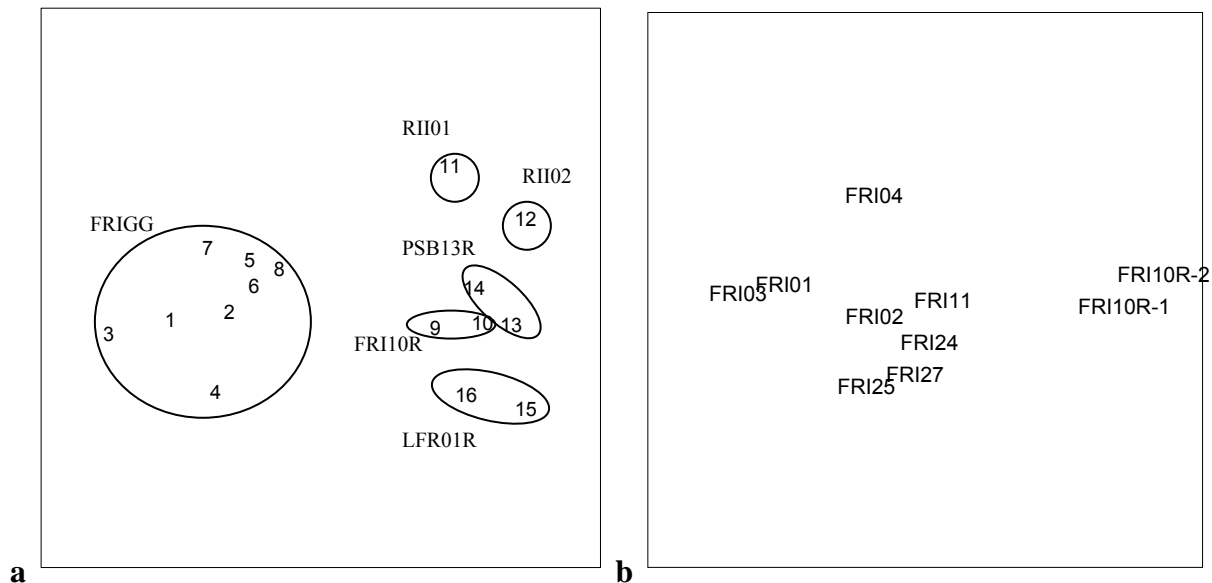 RII01
11
RII02
12
FRIGG
7
5
8
6
PSB13R
14
3
1
2
9
10
13
FRI10R
4
16
15
LFR01R
a
FRI04
FRI10R-2
FRI01
FRI03
FRI11
FRI10R-1
FRI02
FRI24
FRI27
FRI25
b